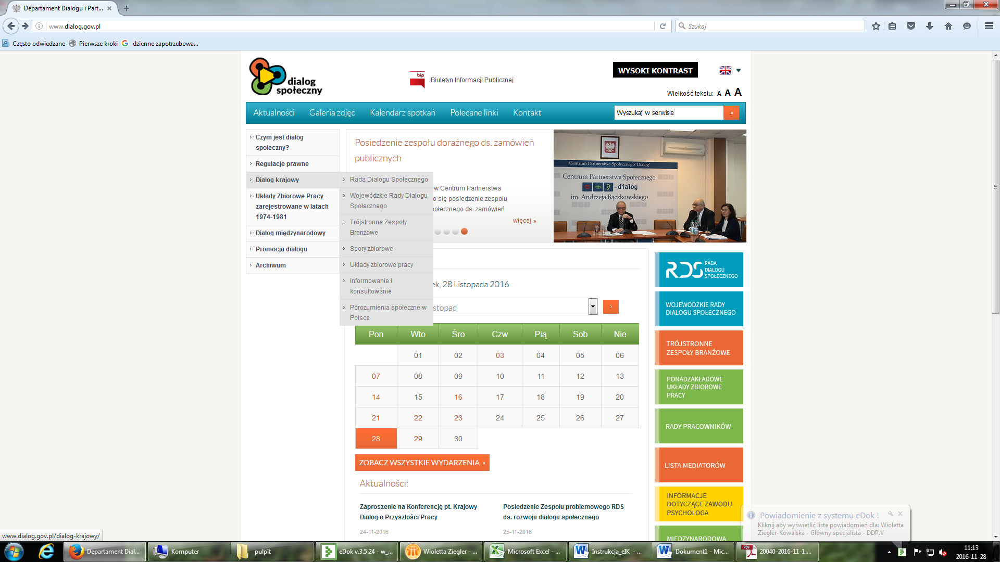 Departament Dialogu i Part...
www.dialog.gov.pl
Szukaj
Często odwiedzane
Pierwsze kroki
dzienne zapotrzebowa...
dialog
społeczny
bip
Biuletyn Informacji Publicznej
WYSOKI KONTRAST
Wielkość tekstu: A A A
Aktualności
Galeria zdjęć
Kalendarz spotkań
Polecane linki
Kontakt
Wyszukaj w serwisie
»
Czym jest dialog
społeczny?
Regulacje prawne
Dialog krajowy
Układy Zbiorowe Pracy -
zarejestrowane w latach
1974-1981
Dialog międzynarodowy
Promocja dialogu
Archiwum
Rada Dialogu Społecznego
Wojewódzkie Rady Dialogu
Społecznego
Trójstronne Zespoły
Branżowe
Spory zbiorowe
Układy zbiorowe pracy
Informowanie i
konsultowanie
Porozumienia społeczne w
Polsce
Posiedzenie zespołu doraźnego ds. zamówień
publicznych
w Centrum Partnerstwa
o się posiedzenie zespołu
ołecznego ds. zamówień
więcej »
Centrum Partnerstwa Społecznego "Dialog"
Centrum Partnerstwa Społecznego
-dialog
im. Andrzeja Bączkowskiego
ek, 28 Listopada 2016
stopad
Pon Wto Śro Czw Pią Sob Nie
01 02 03 04 05 06
07 08 09 10 11 12 13
14 15 16 17 18 19 20
21 22 23 24 25 26 27
28 29 30
ZOBACZ WSZYSTKIE WYDARZENIA »
Aktualności:
Zaproszenie na Konferencję pt. Krajowy
Dialog o Przyszłości Pracy
24-11-2016
Posiedzenie Zespołu problemowego RDS
ds. rozwoju dialogu społecznego
25-11-2016
RDS RADA
DIALOGU
SPOŁECZNEGO
WOJEWÓDZKIE RADY
DIALOGU SPOŁECZNEGO
TRÓJSTRONNE
ZESPOŁY BRANŻOWE
PONADZAKŁADOWE
UKŁADY ZBIOROWE
PRACY
RADY PRACOWNIKÓW
LISTA MEDIATORÓW
INFORMACJE
DOTYCZĄCE ZAWODU
PSYCHOLOGA
MIĘDZYNARODOWA
Powiadomienie z systemu eDok !
Kliknij aby wyświetlić listę powiadomień dla: Wioletta
Ziegler-Kowalska - Główny specjalista - DDP.V
www.dialog.gov.pl/dialog-krajowy/
Departament Dial...
Komputer
pulpit
eDok v.3.5.24 - w_...
Wioletta Ziegler - ...
Microsoft Excel - ...
Instrukcja_eIK - ...
Dokument1 - Mic...
PDF
20040-2016-11-1....
11:13
2016-11-28